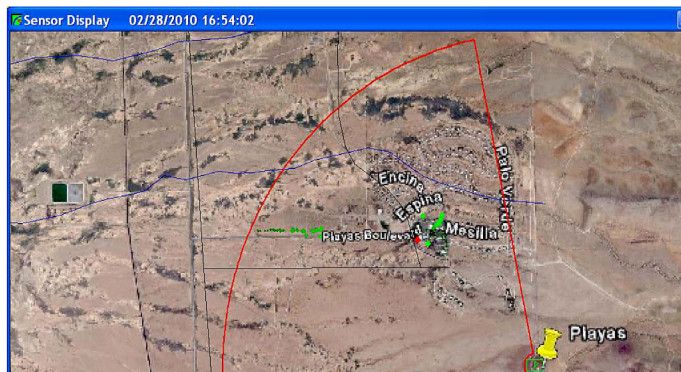 Sensor Display 02/28/2010 16:54:02
Encina
Espina
Palo Verde
Playas Boulevard
Mesilla
Playas